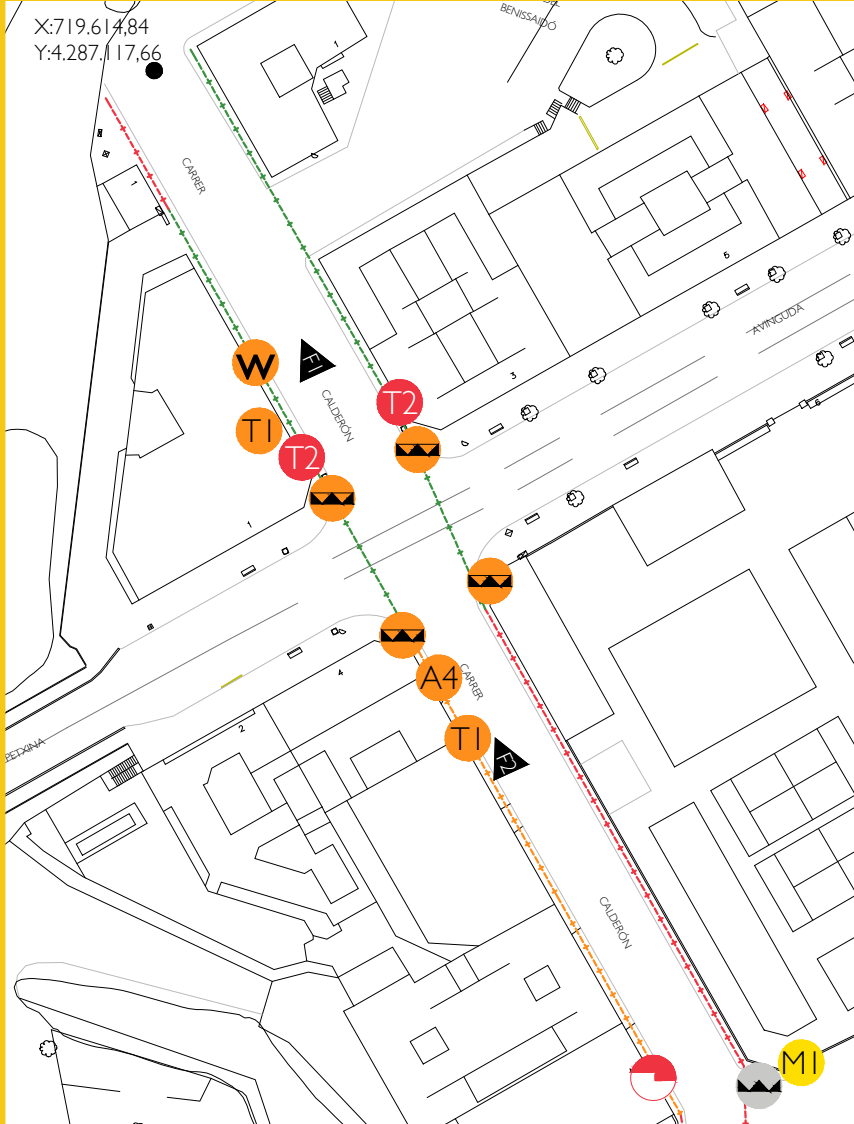 X:719.614,84
Y:4.287.117,66
BENISSAIDÓ
1
CARRER
1
5
AVINGUDA
W
F1
3
T2
CALDERÓN
T1
T2
6
1
4
CARRER
A4
2
T1
F2
PETXINA
CALDERÓN
M1